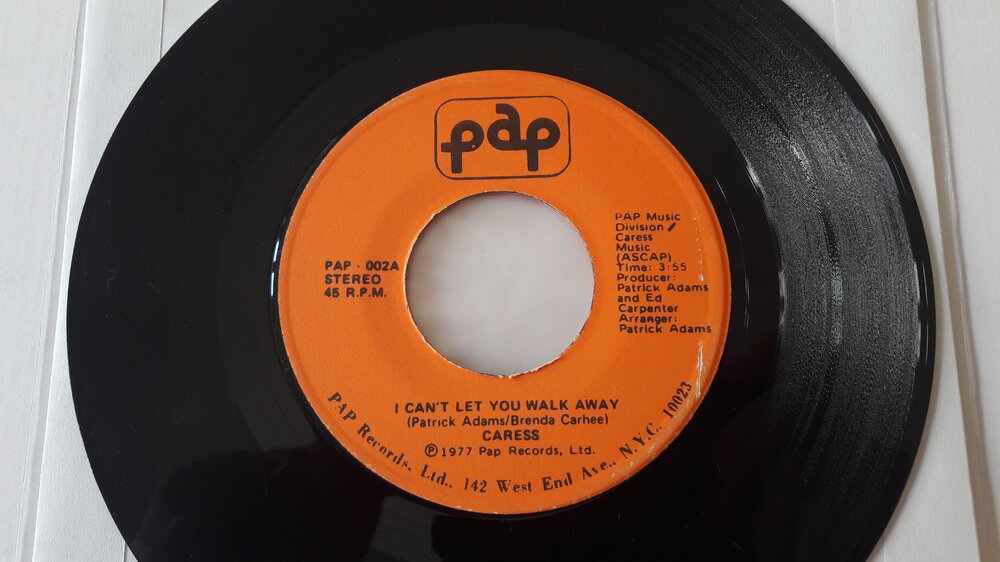 pap
PAP - 002A
STEREO
45 R.P.M.
PAP Music
Division/
Caress
Music
(ASCAP)
Time: 3:55
Producer:
Patrick Adams
and Ed
Carpenter
Arranger:
Patrick Adams
I CAN'T LET YOU WALK AWAY
(Patrick Adams/Brenda Carhee)
CARESS
℗ 1977 Pap Records, Ltd.
PAP Records, Ltd., 142 West End Ave., N.Y.C. 10023